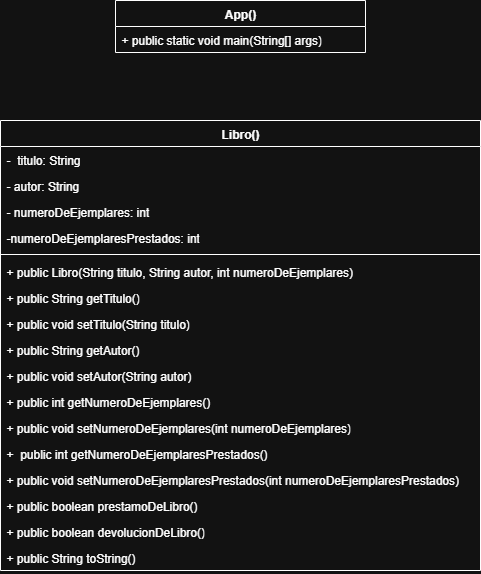 App()
+ public static void main(String[] args)
Libro()
- titulo: String
- autor: String
- numeroDeEjemplares: int
-numeroDeEjemplaresPrestados: int
+ public Libro(String titulo, String autor, int numeroDeEjemplares)
+ public String getTitulo()
+ public void setTitulo(String titulo)
+ public String getAutor()
+ public void setAutor(String autor)
+ public int getNumeroDeEjemplares()
+ public void setNumeroDeEjemplares(int numeroDeEjemplares)
+ public int getNumeroDeEjemplaresPrestados()
+ public void setNumeroDeEjemplaresPrestados(int numeroDeEjemplaresPrestados)
+ public boolean prestamoDeLibro()
+ public boolean devolucionDeLibro()
+ public String toString()